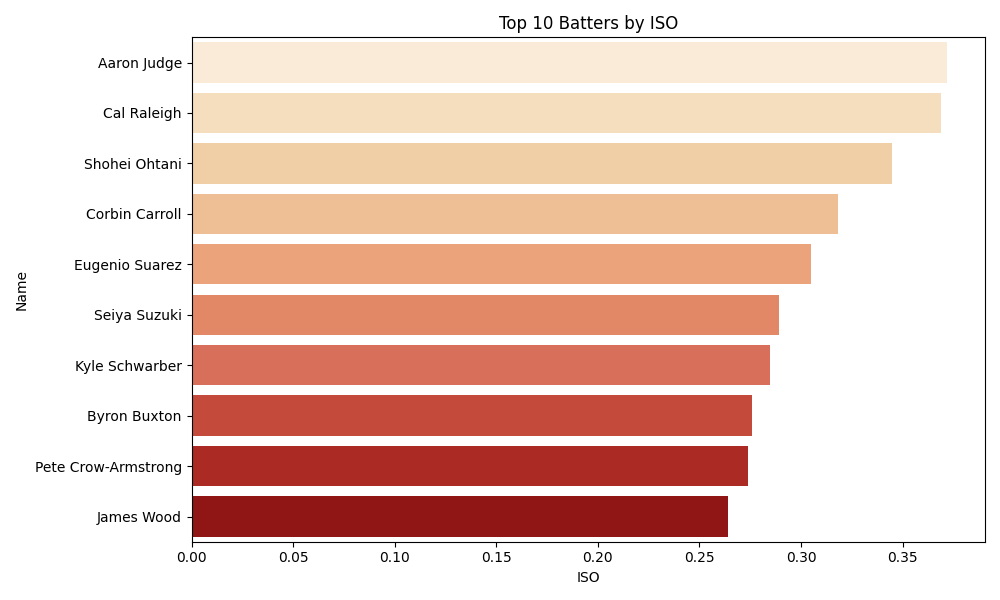 Top 10 Batters by ISO
Name
Aaron Judge
Cal Raleigh
Shohei Ohtani
Corbin Carroll
Eugenio Suarez
Seiya Suzuki
Kyle Schwarber
Byron Buxton
Pete Crow-Armstrong
James Wood
0.00 0.05 0.10 0.15 0.20 0.25 0.30 0.35
ISO